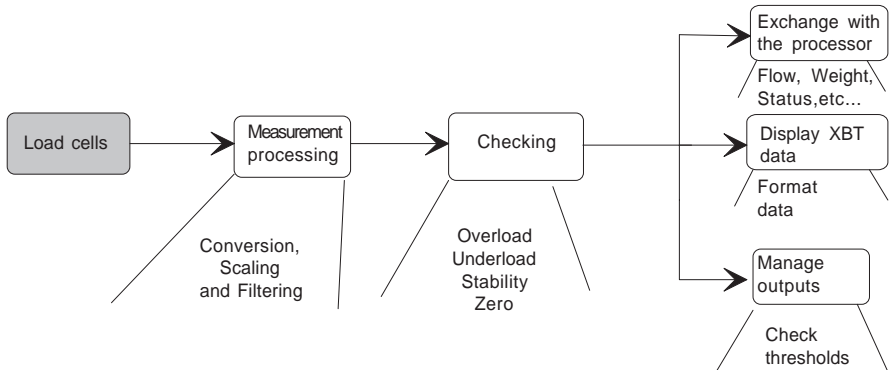 Load cells
Measurement
processing
Conversion,
Scaling
and Filtering
Checking
Overload
Underload
Stability
Zero
Exchange with
the processor
Flow, Weight,
Status,etc...
Display XBT
data
Format
data
Manage
outputs
Check
thresholds